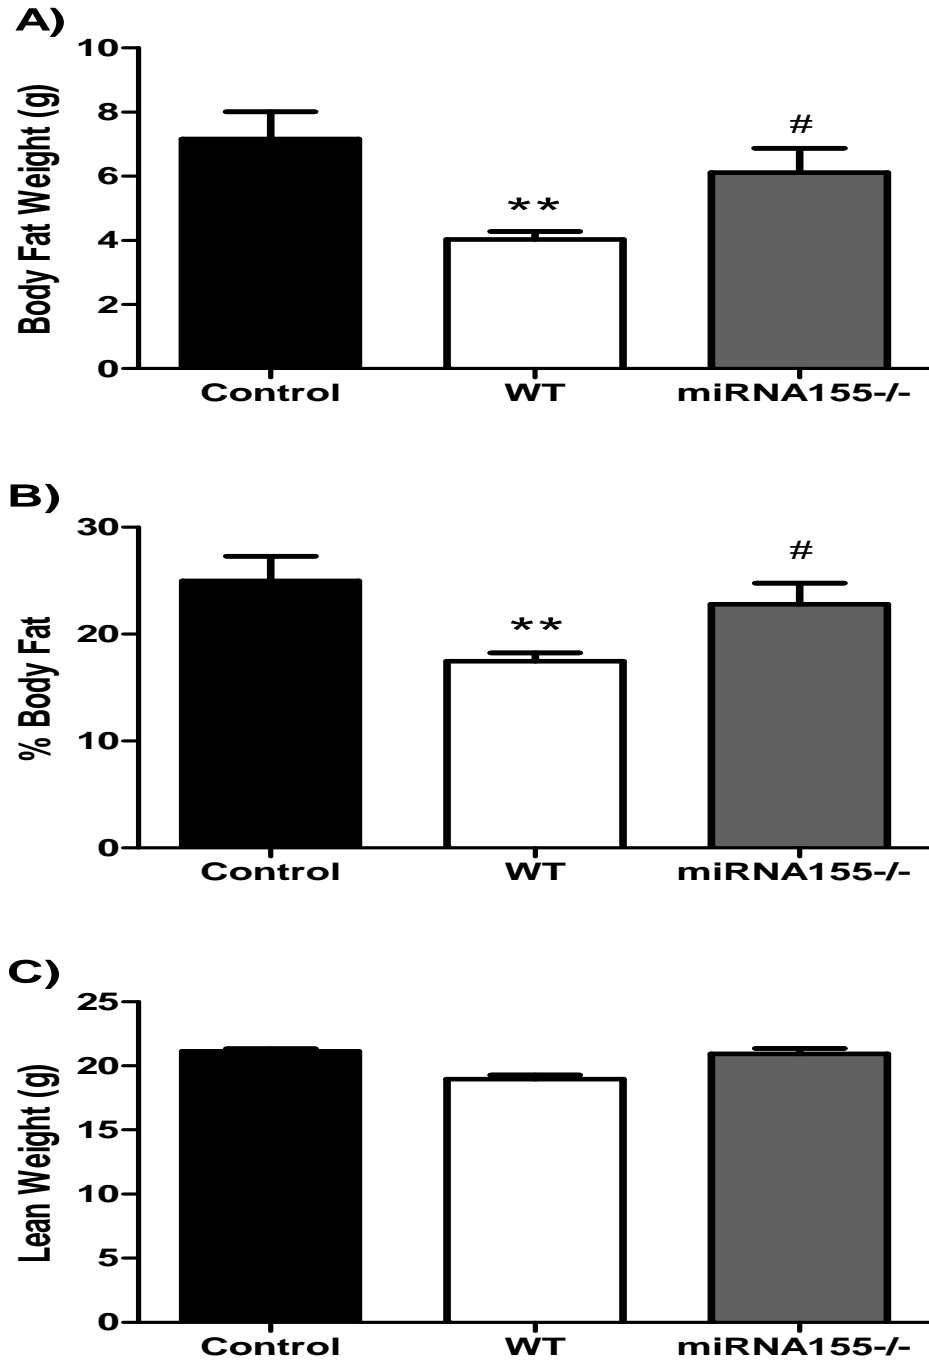 A)
Body Fat Weight (g)
10
8
6
4
2
0
**
#
Control WT miRNA155-/-
B)
% Body Fat
30
20
10
0
**
#
Control WT miRNA155-/-
C)
Lean Weight (g)
25
20
15
10
5
0
Control WT miRNA155-/-